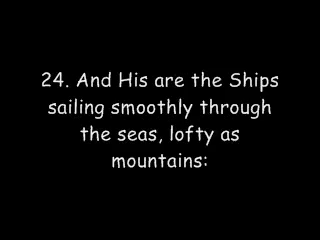 24. And His are the Ships
sailing smoothly through
the seas, lofty as
mountains: